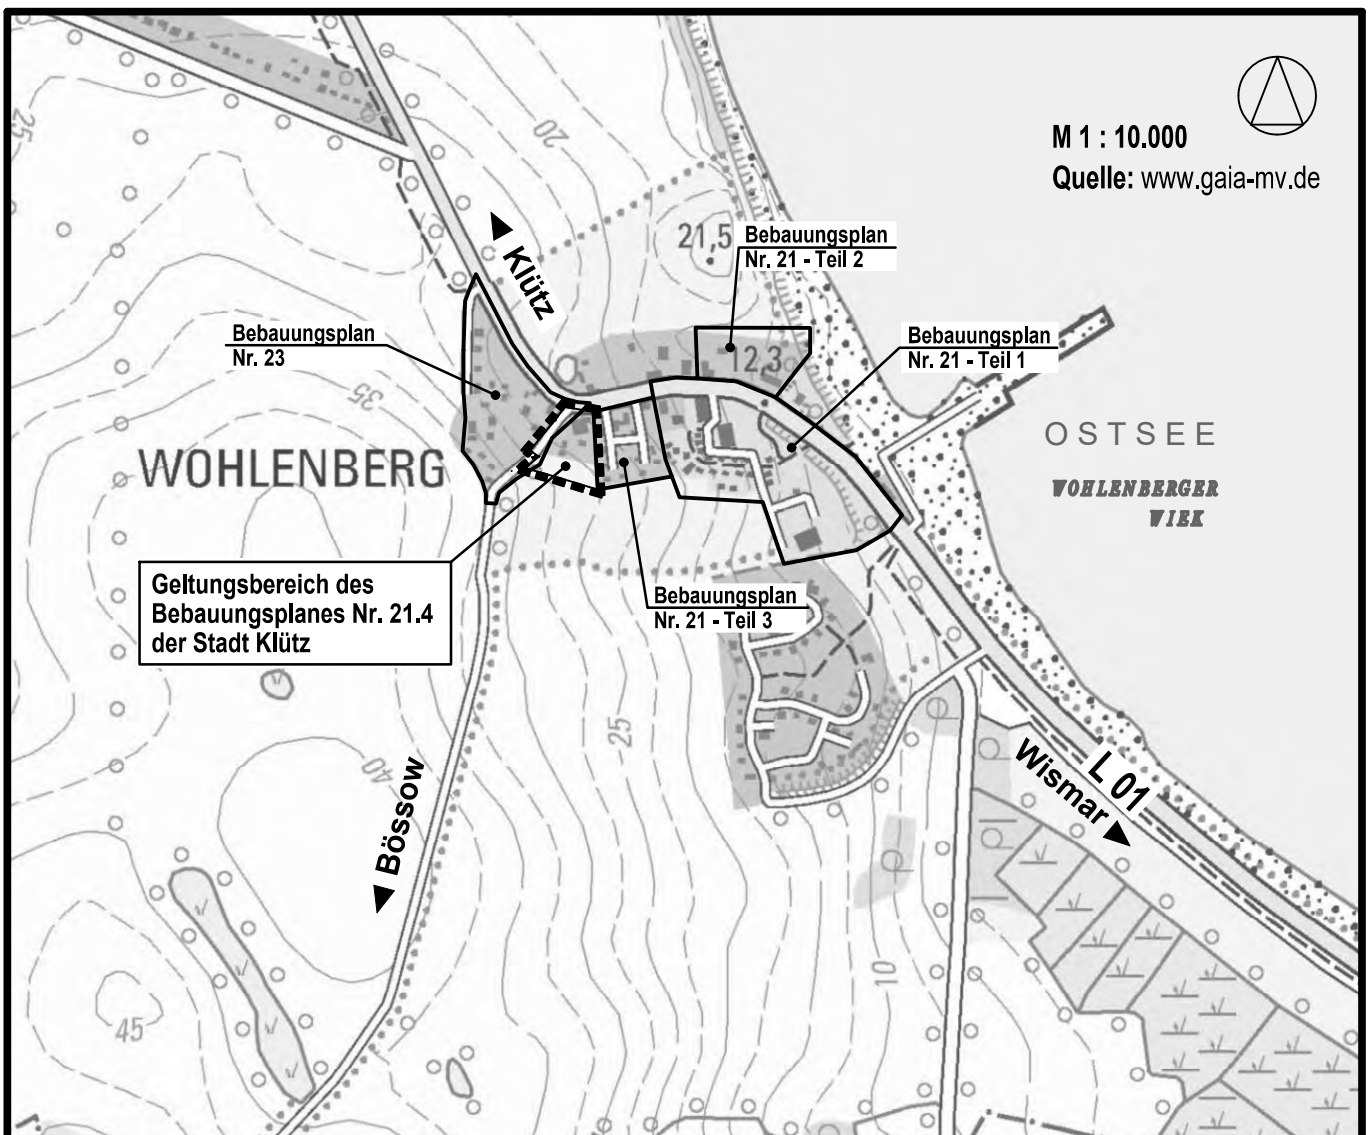 M 1 : 10.000
Quelle: www.gaia-mv.de
25
20
Klütz
21,5
Bebauungsplan
Nr. 21 - Teil 2
Bebauungsplan
Nr. 23
12,3
Bebauungsplan
Nr. 21 - Teil 1
35
WOHLENBERG
OSTSEE
WOHLENBERGER
WIEK
Geltungsbereich des
Bebauungsplanes Nr. 21.4
der Stadt Klütz
Bebauungsplan
Nr. 21 - Teil 3
25
40
Bössow
L 01
Wismar
10
45